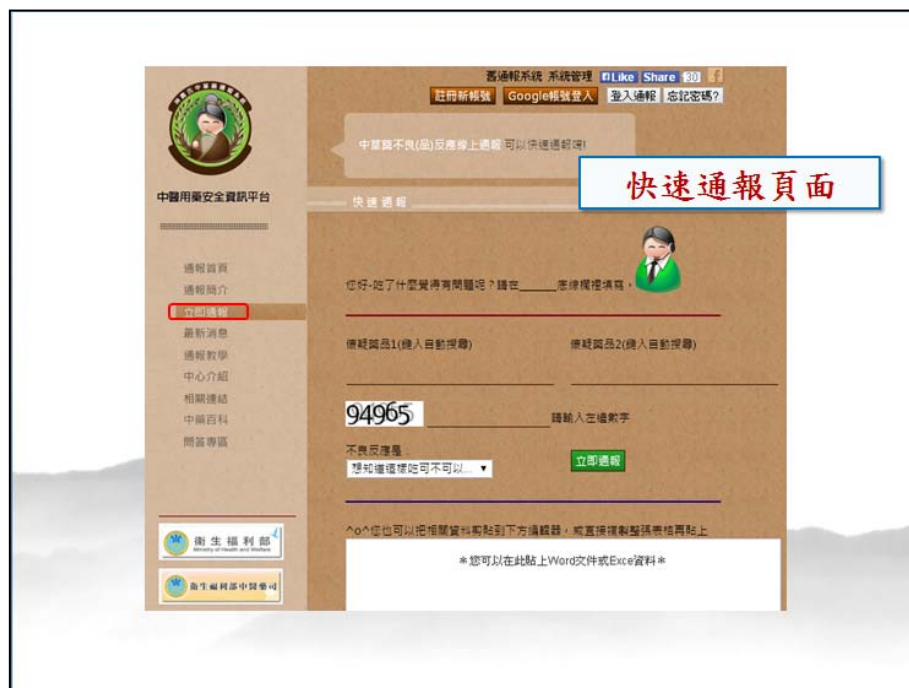 舊通報系統 系統管理 Like Share 30
註冊新帳號 Google帳號登入 登入通報 忘記密碼?
中草藥不良(品)反應線上通報 可以快速通報唷!
快速通報頁面
中醫用藥安全資訊平台
快速通報
通報首頁
通報簡介
立即通報
最新消息
通報教學
中心介紹
相關連結
中藥百科
問答專區
您好~吃了什麼覺得有問題呢？請在______底線欄裡填寫。
懷疑藥品1(鍵入自動搜尋)
懷疑藥品2(鍵入自動搜尋)
94965
請輸入左邊數字
不良反應是：
想知道這樣吃可不可以...
立即通報
^o^您也可以把相關資料剪貼到下方編輯器，或直接複製整張表格再貼上
＊您可以在此貼上Word文件或Exce資料＊
衛生福利部
Ministry of Health and Welfare
衛生福利部中醫藥司